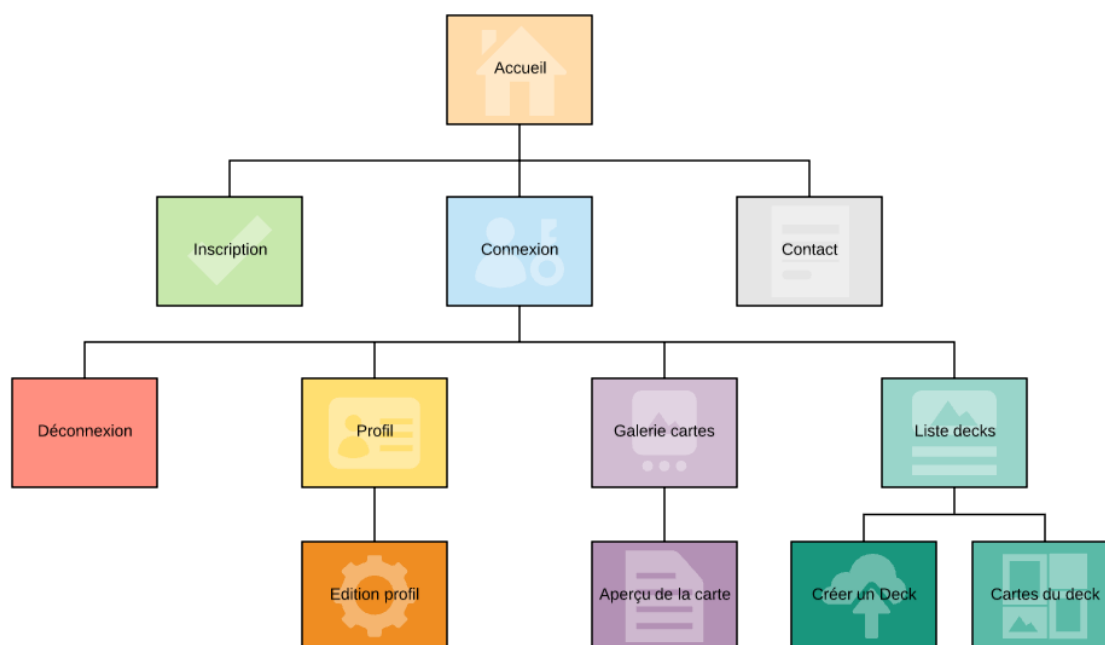 Accueil
Inscription
Connexion
Contact
Déconnexion
Profil
Galerie cartes
Liste decks
Edition profil
Aperçu de la carte
Créer un Deck
Cartes du deck